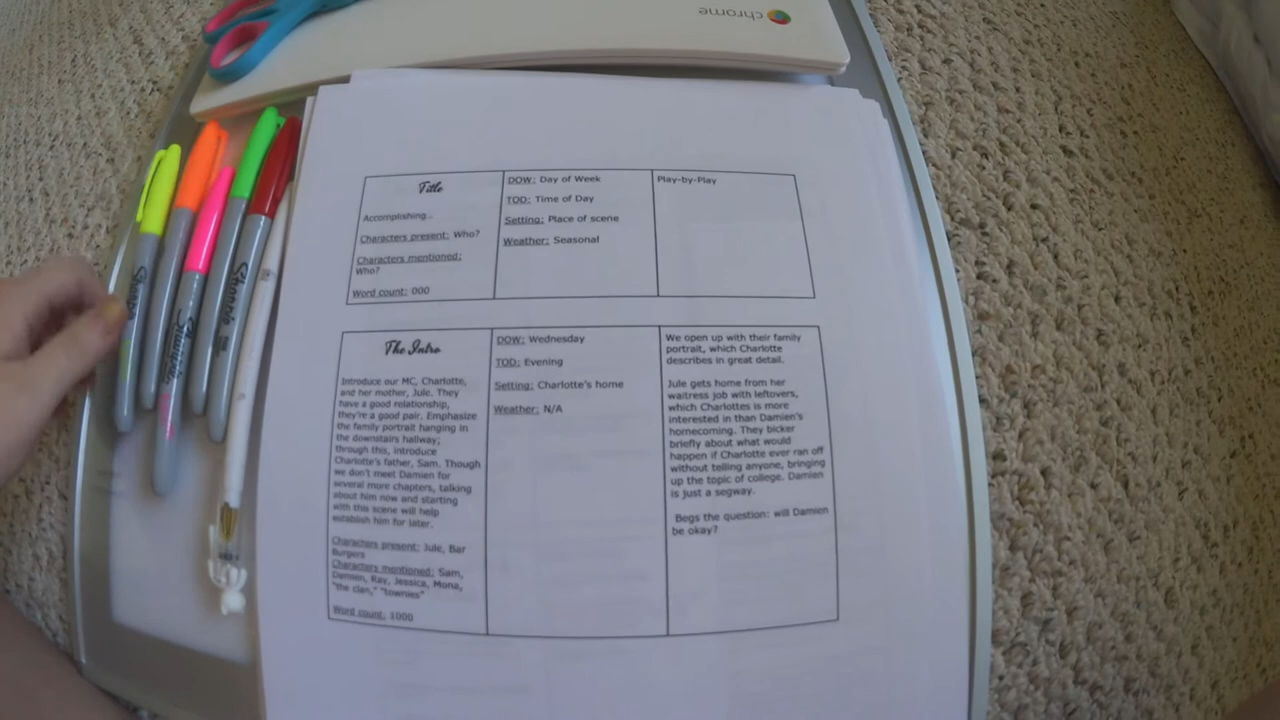 chrome
Sharpie
Sharpie
Sharpie
Title
Accomplishing...
Characters present: Who?
Characters mentioned:
Who?
Word count: 000
DOW: Day of Week
TOD: Time of Day
Setting: Place of scene
Weather: Seasonal
Play-by-Play
The Intro
Introduce our MC, Charlotte,
and her mother, Jule. They
have a good relationship,
they're a good pair. Emphasize
the family portrait hanging in
the downstairs hallway;
through this, introduce
Charlotte's father, Sam. Though
we don't meet Damien for
several more chapters, talking
about him now and starting
with this scene will help
establish him for later.
Characters present: Jule, Bar
Burgers
Characters mentioned: Sam,
Damien, Ray, Jessica, Mona,
"the clan," "townies"
Word count: 1000
DOW: Wednesday
TOD: Evening
Setting: Charlotte's home
Weather: N/A
We open up with their family
portrait, which Charlotte
describes in great detail.
Jule gets home from her
waitress job with leftovers,
which Charlottes is more
interested in than Damien's
homecoming. They bicker
briefly about what would
happen if Charlotte ever ran off
without telling anyone, bringing
up the topic of college. Damien
is just a segway.
Begs the question: will Damien
be okay?